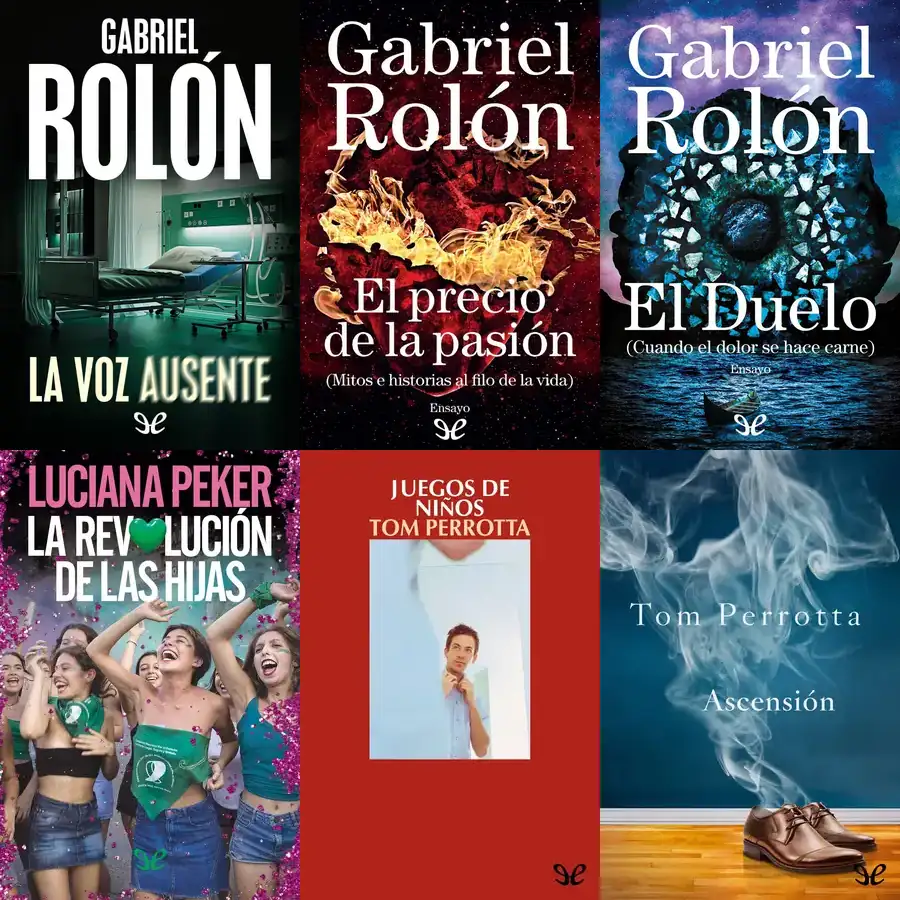 GABRIEL
ROLÓN
LA VOZ AUSENTE
Gabriel
Rolón
El precio
de la pasión
(Mitos e historias al filo de la vida)
Ensayo
Gabriel
Rolón
El Duelo
(Cuando el dolor se hace carne)
Ensayo
LUCIANA PEKER
LA REV💚LUCIÓN
DE LAS HIJAS
JUEGOS DE
NIÑOS
TOM PERROTTA
Tom Perrotta
Ascensión